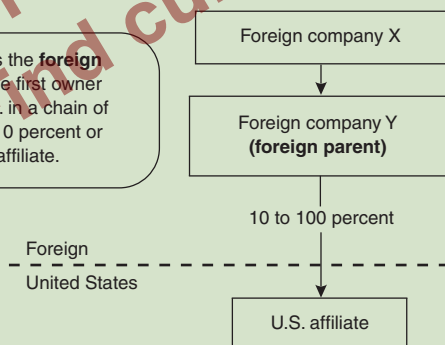 s the foreign
e first owner
. in a chain of
0 percent or
affiliate.
Foreign company X
Foreign company Y
(foreign parent)
10 to 100 percent
Foreign
United States
U.S. affiliate